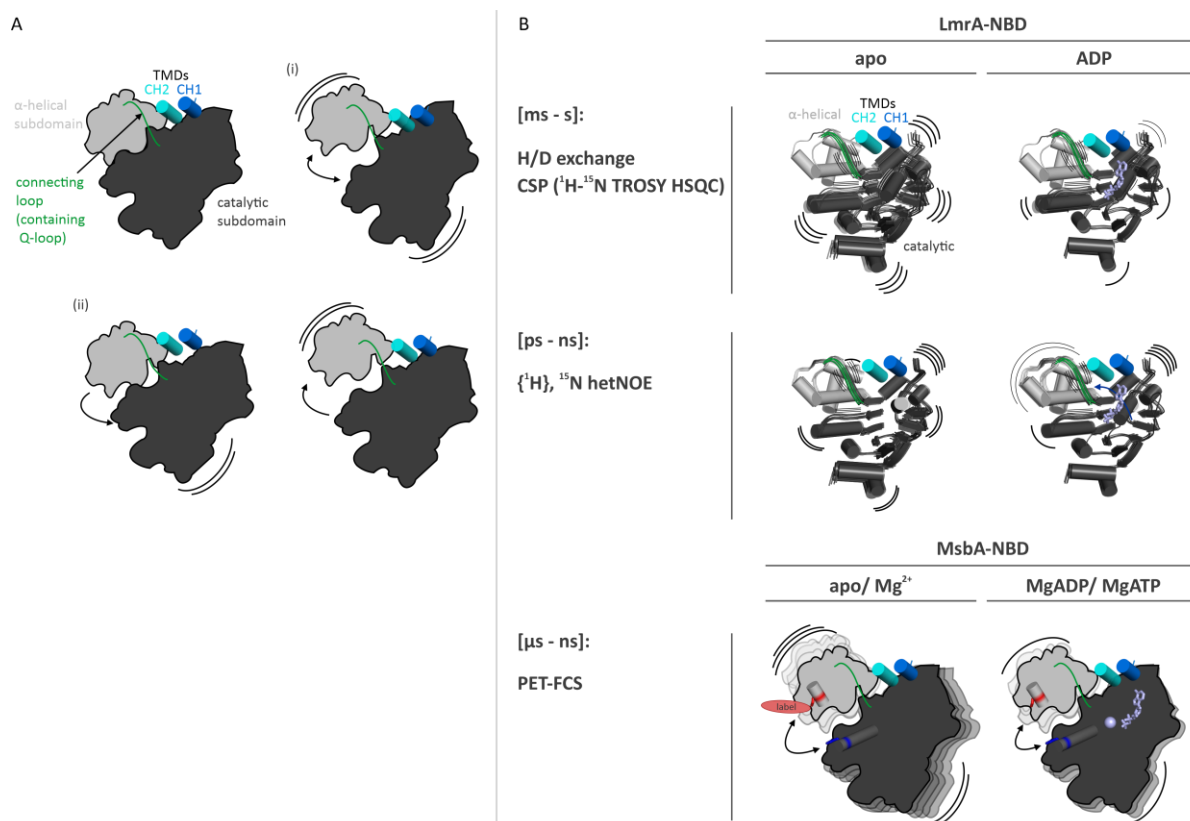 A
α-helical
subdomain
TMDs
CH2 CH1
connecting
loop
(containing
Q-loop)
catalytic
subdomain
(i)
(ii)
B
LmrA-NBD
apo
ADP
[ms - s]:
H/D exchange
CSP (¹H-¹⁵N TROSY HSQC)
α-helical
TMDs
CH2 CH1
catalytic
[ps - ns]:
{¹H}, ¹⁵N hetNOE
MsbA-NBD
apo/ Mg²⁺
MgADP/ MgATP
[µs - ns]:
PET-FCS
label